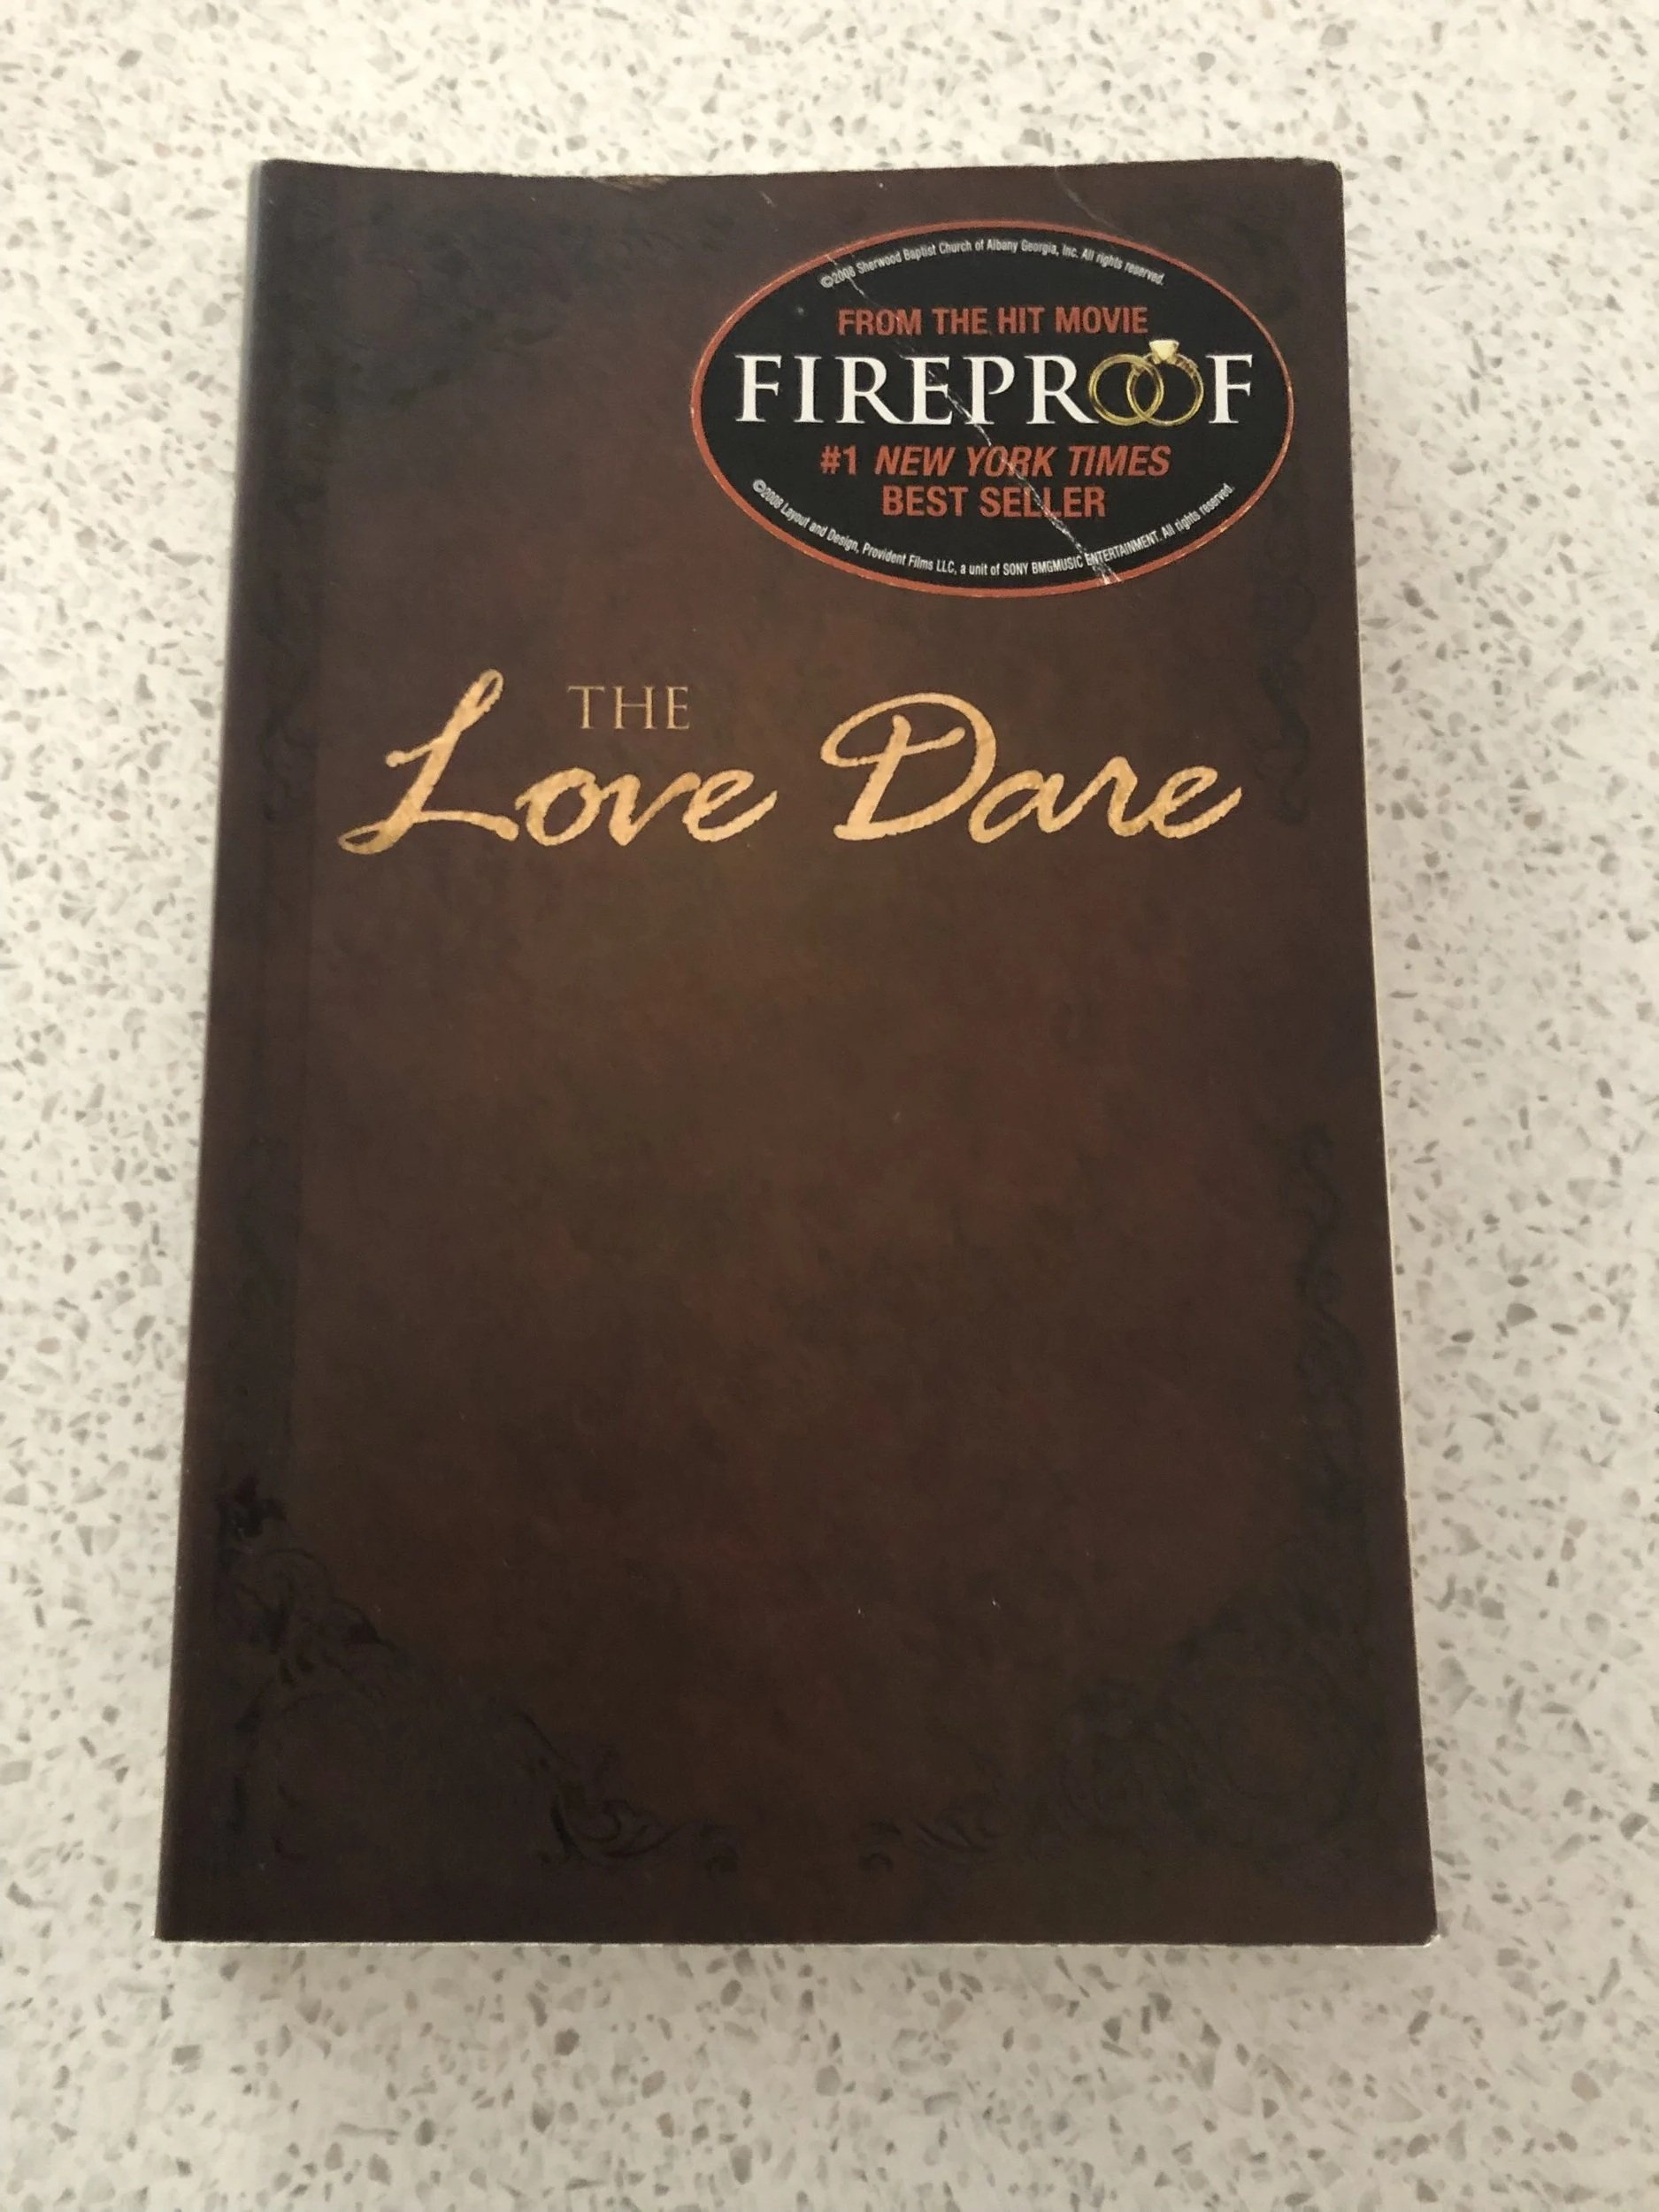 ©2008 Sherwood Baptist Church of Albany Georgia, Inc. All rights reserved.
FROM THE HIT MOVIE
FIREPROOF
#1 NEW YORK TIMES
BEST SELLER
©2008 Layout and Design, Provident Films LLC, a unit of SONY BMGMUSIC ENTERTAINMENT. All rights reserved.
THE
Love Dare